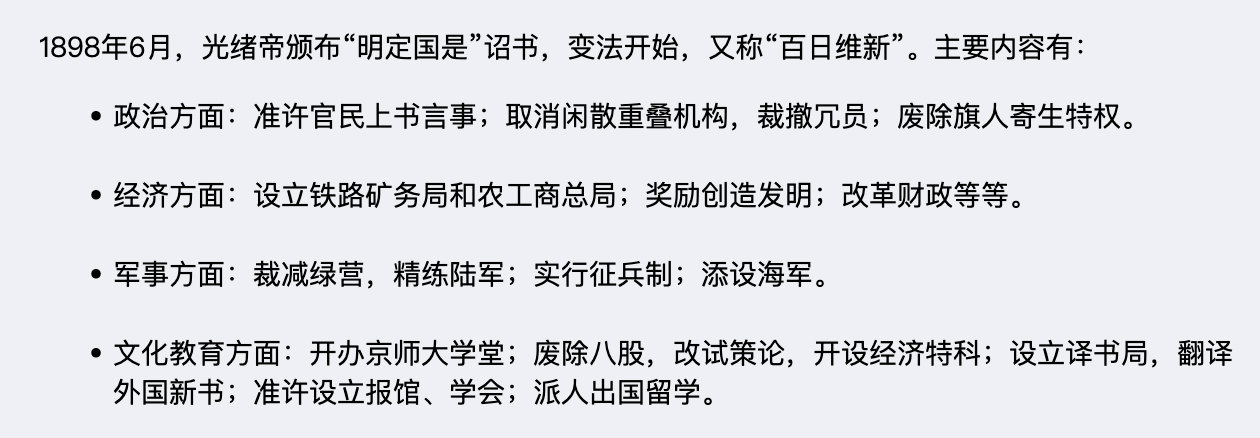 1898年6月，光绪帝颁布“明定国是”诏书，变法开始，又称“百日维新”。主要内容有：
• 政治方面：准许官民上书言事；取消闲散重叠机构，裁撤冗员；废除旗人寄生特权。
• 经济方面：设立铁路矿务局和农工商总局；奖励创造发明；改革财政等等。
• 军事方面：裁减绿营，精练陆军；实行征兵制；添设海军。
• 文化教育方面：开办京师大学堂；废除八股，改试策论，开设经济特科；设立译书局，翻译
外国新书；准许设立报馆、学会；派人出国留学。